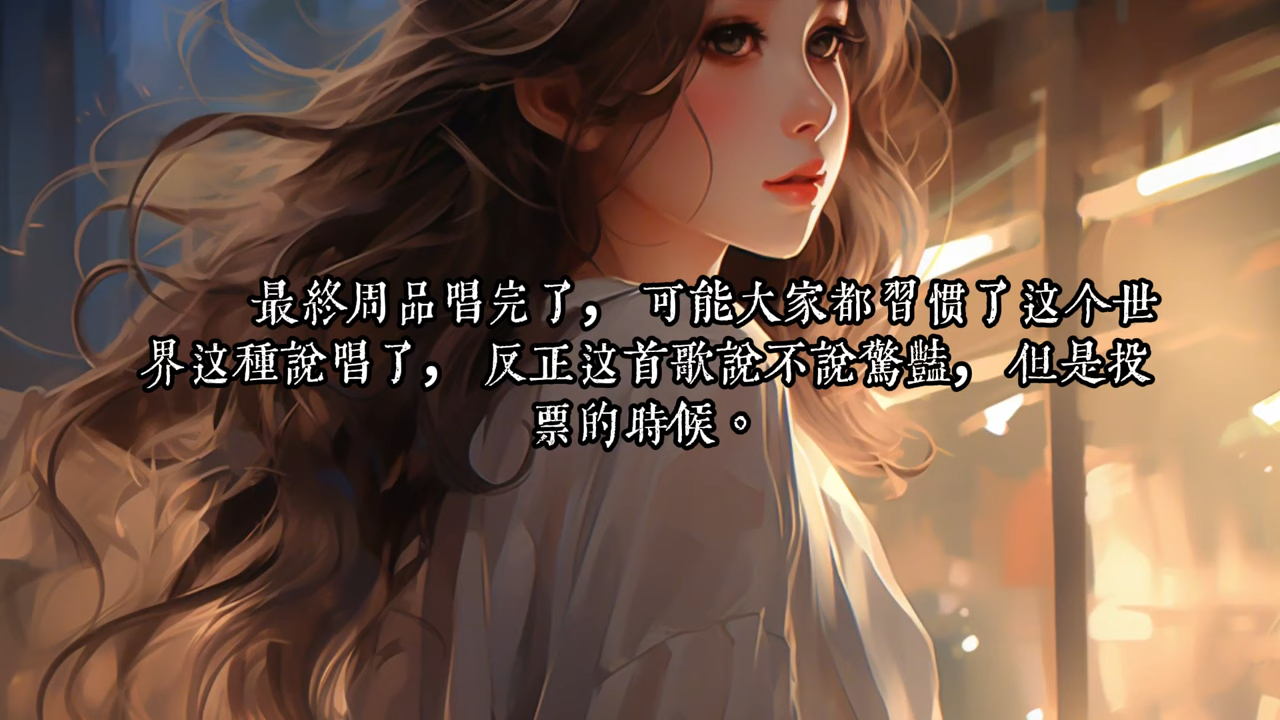 最終周品唱完了， 可能大家都習惯了这个世
界这種說唱了， 反正这首歌說不說驚豔， 但是投
票的時候。